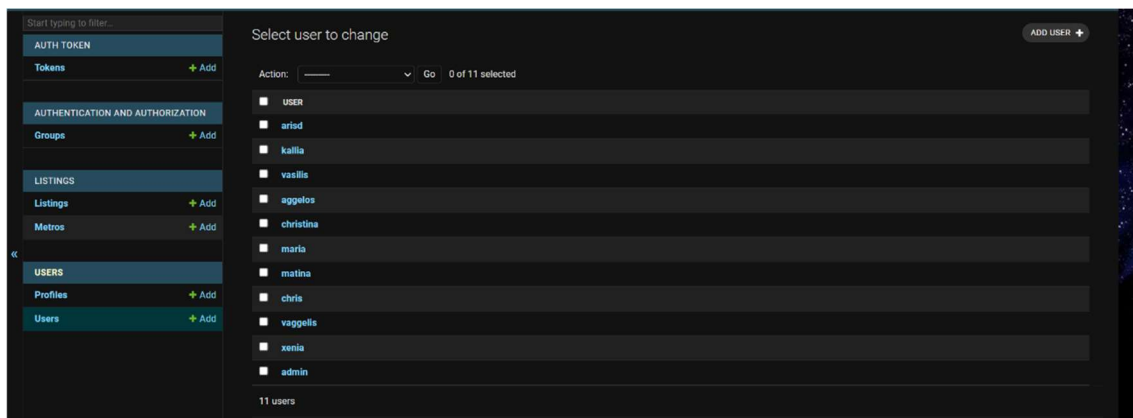 Start typing to filter...
AUTH TOKEN
Tokens + Add
AUTHENTICATION AND AUTHORIZATION
Groups + Add
LISTINGS
Listings + Add
Metros + Add
USERS
Profiles + Add
Users + Add
«
Select user to change
ADD USER +
Action: --------- Go 0 of 11 selected
USER
arisd
kallia
vasilis
aggelos
christina
maria
matina
chris
vaggelis
xenia
admin
11 users